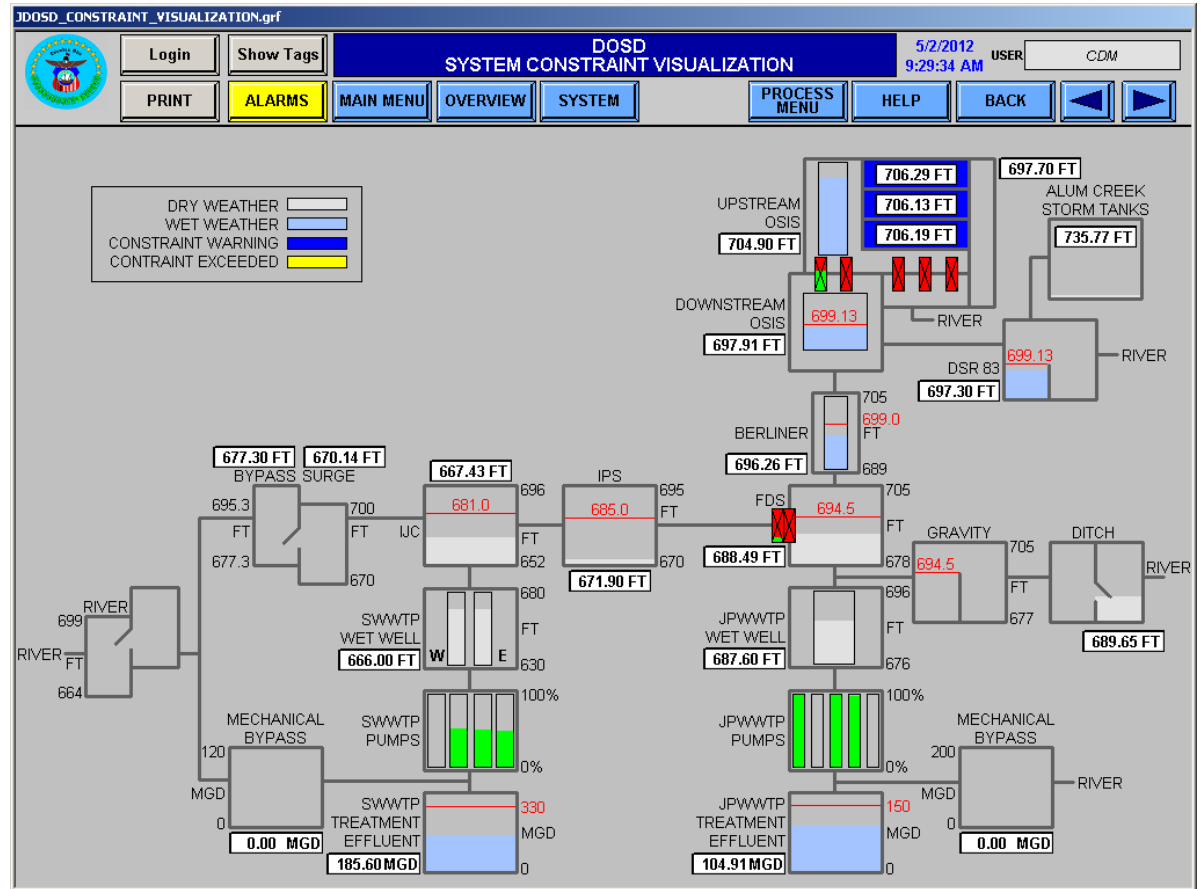 JDOSD_CONSTRAINT_VISUALIZATION.grf
Login
Show Tags
DOSD
SYSTEM CONSTRAINT VISUALIZATION
5/2/2012
9:29:34 AM
USER
CDM
PRINT
ALARMS
MAIN MENU
OVERVIEW
SYSTEM
PROCESS
MENU
HELP
BACK
DRY WEATHER
WET WEATHER
CONSTRAINT WARNING
CONTRAINT EXCEEDED
UPSTREAM
OSIS
704.90 FT
706.29 FT
706.13 FT
706.19 FT
697.70 FT
ALUM CREEK
STORM TANKS
735.77 FT
DOWNSTREAM
OSIS
697.91 FT
699.13
RIVER
699.13
RIVER
DSR 83
697.30 FT
BERLINER
696.26 FT
705
699.0
FT
689
677.30 FT
670.14 FT
BYPASS SURGE
695.3
FT
677.3
700
FT
670
IJC
667.43 FT
681.0
696
FT
652
IPS
685.0
695
FT
670
671.90 FT
FDS
688.49 FT
694.5
705
FT
678
GRAVITY
694.5
705
FT
677
DITCH
RIVER
689.65 FT
RIVER
699
RIVER
FT
664
SWWTP
WET WELL
666.00 FT
W
E
680
FT
630
JPWWTP
WET WELL
687.60 FT
696
FT
676
SWWTP
PUMPS
100%
0%
JPWWTP
PUMPS
100%
0%
MECHANICAL
BYPASS
120
MGD
0
0.00 MGD
SWWTP
TREATMENT
EFFLUENT
185.60MGD
330
MGD
0
JPWWTP
TREATMENT
EFFLUENT
104.91MGD
150
MGD
0
MECHANICAL
BYPASS
200
MGD
0
RIVER
0.00 MGD